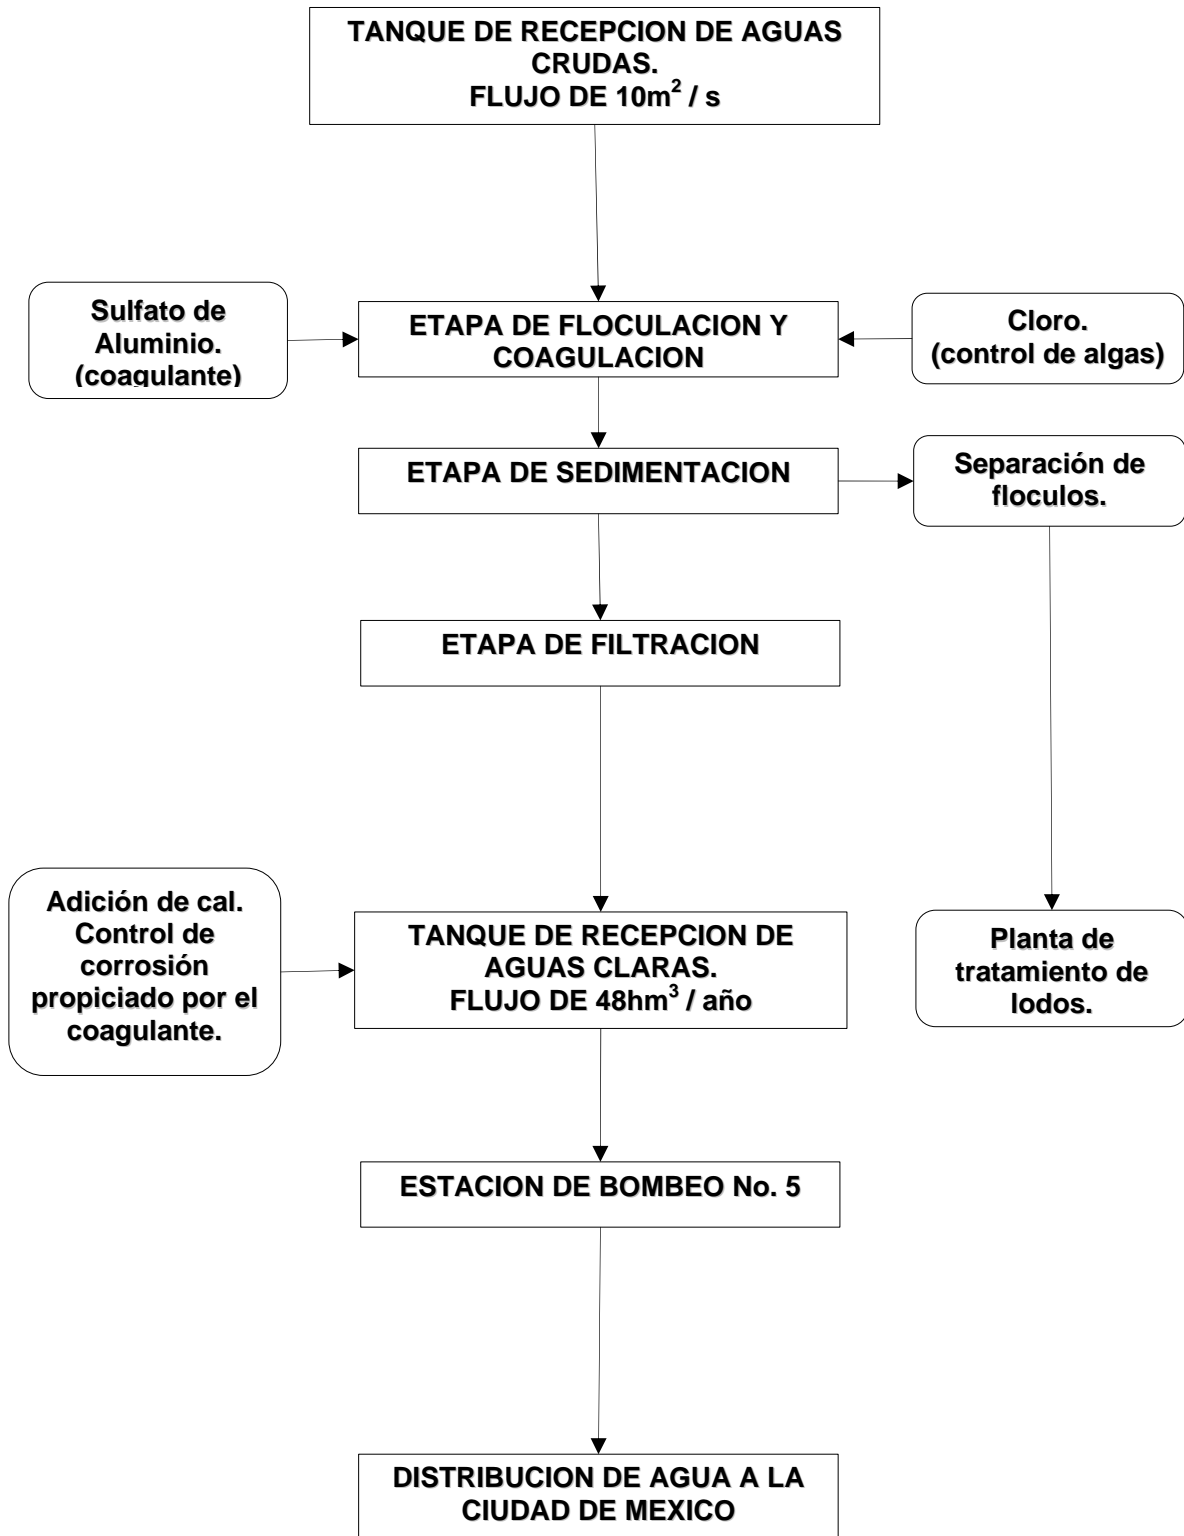 TANQUE DE RECEPCION DE AGUAS
CRUDAS.
FLUJO DE 10m² / s
Sulfato de
Aluminio.
(coagulante)
ETAPA DE FLOCULACION Y
COAGULACION
Cloro.
(control de algas)
ETAPA DE SEDIMENTACION
Separación de
floculos.
ETAPA DE FILTRACION
Adición de cal.
Control de
corrosión
propiciado por el
coagulante.
TANQUE DE RECEPCION DE
AGUAS CLARAS.
FLUJO DE 48hm³ / año
Planta de
tratamiento de
lodos.
ESTACION DE BOMBEO No. 5
DISTRIBUCION DE AGUA A LA
CIUDAD DE MEXICO